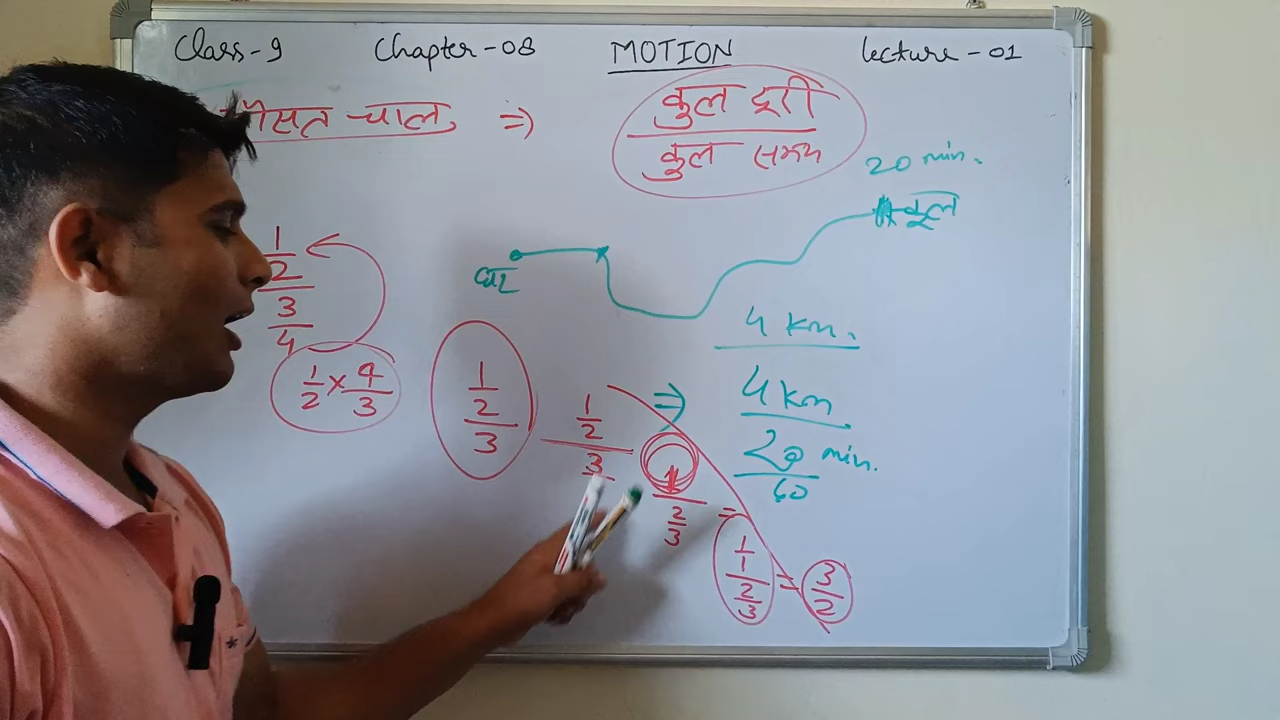 Class-9 Chapter-08 MOTION Lecture-01
चाल, ⇒ कुल दूरी / कुल समय
20 min.
स्कूल
घर
1/2 / 3/4
1/2 × 4/3
4 km.
1/2/3
1/2 / 3
⇒ 4 km / 20 min. / 60
1 / 2/3 = 1/1 / 2/3 = 3/2